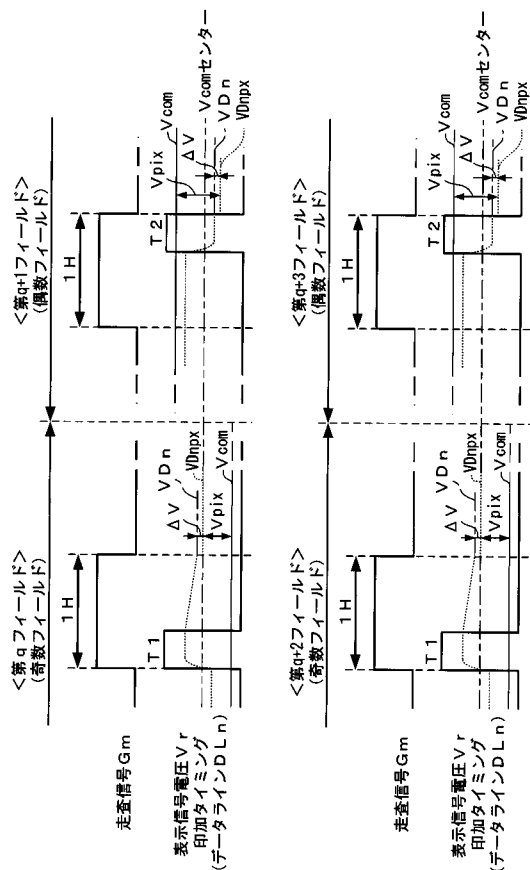 <第qフィールド>
(奇数フィールド)
<第q+1フィールド>
(偶数フィールド)
1H
1H
走査信号Gm
T1
T2
ΔV
VDn
VDnpx
Vpix
Vcom
Vpix
ΔV
Vcom
Vcomセンター
VDn
VDnpx
表示信号電圧Vr
印加タイミング
(データラインDLn)
<第q+2フィールド>
(奇数フィールド)
<第q+3フィールド>
(偶数フィールド)
1H
1H
走査信号Gm
T1
T2
ΔV
VDn
VDnpx
Vpix
Vcom
Vpix
ΔV
Vcom
Vcomセンター
VDn
VDnpx
表示信号電圧Vr
印加タイミング
(データラインDLn)